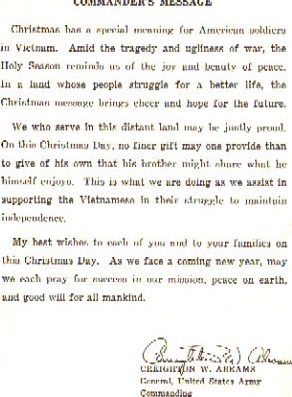 COMMANDER'S MESSAGE
Christmas has a special meaning for American soldiers
in Vietnam. Amid the tragedy and ugliness of war, the
Holy Season reminds us of the joy and beauty of peace.
In a land whose people struggle for a better life, the
Christmas message brings cheer and hope for the future.
We who serve in this distant land may be justly proud.
On this Christmas Day, no finer gift may one provide than
to give of his own that his brother might share what he
himself enjoys. This is what we are doing as we assist in
supporting the Vietnamese in their struggle to maintain
independence.
My best wishes to each of you and to your families on
this Christmas Day. As we face a coming new year, may
we each pray for success in our mission, peace on earth,
and good will for all mankind.
Creighton W Abrams
CREIGHTON W. ABRAMS
General, United States Army
Commanding